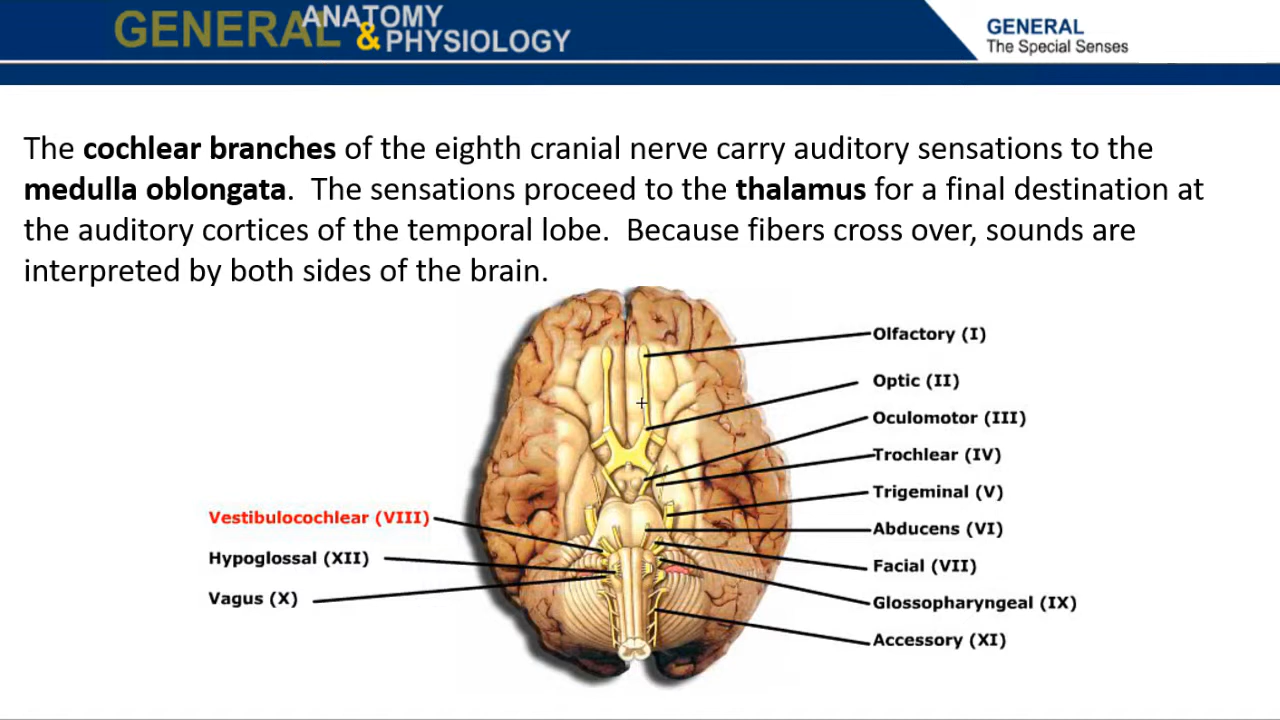 GENERAL ANATOMY
& PHYSIOLOGY
GENERAL
The Special Senses
The cochlear branches of the eighth cranial nerve carry auditory sensations to the
medulla oblongata.  The sensations proceed to the thalamus for a final destination at
the auditory cortices of the temporal lobe.  Because fibers cross over, sounds are
interpreted by both sides of the brain.
Olfactory (I)
Optic (II)
Oculomotor (III)
Trochlear (IV)
Trigeminal (V)
Abducens (VI)
Facial (VII)
Glossopharyngeal (IX)
Accessory (XI)
Vestibulocochlear (VIII)
Hypoglossal (XII)
Vagus (X)